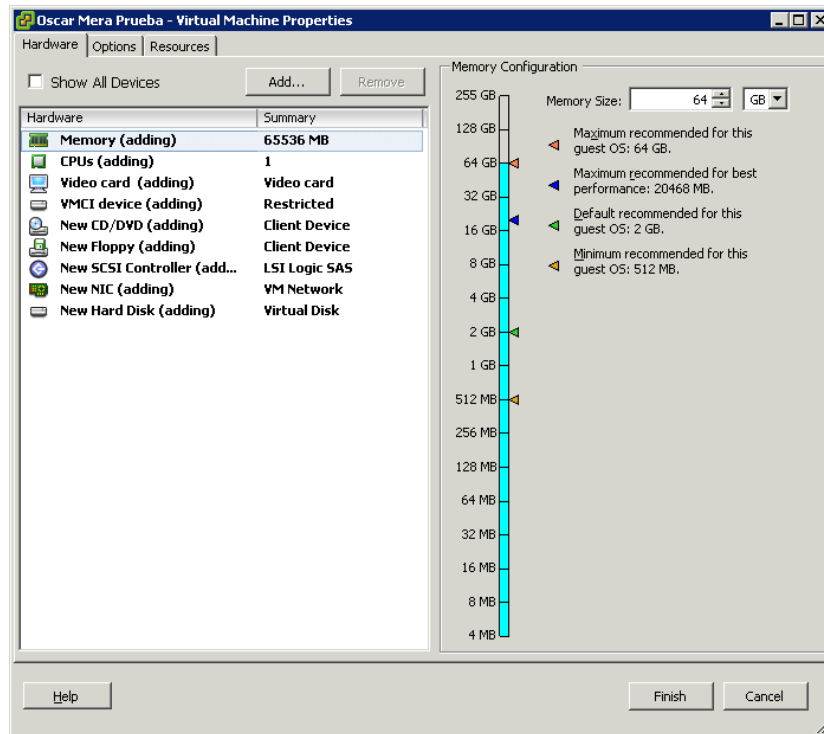 Oscar Mera Prueba - Virtual Machine Properties
Hardware Options Resources
Show All Devices Add... Remove
Hardware Summary
Memory (adding) 65536 MB
CPUs (adding) 1
Video card (adding) Video card
VMCI device (adding) Restricted
New CD/DVD (adding) Client Device
New Floppy (adding) Client Device
New SCSI Controller (add... LSI Logic SAS
New NIC (adding) VM Network
New Hard Disk (adding) Virtual Disk
Memory Configuration
255 GB
128 GB
64 GB
32 GB
16 GB
8 GB
4 GB
2 GB
1 GB
512 MB
256 MB
128 MB
64 MB
32 MB
16 MB
8 MB
4 MB
Memory Size: 64 GB
Maximum recommended for this
guest OS: 64 GB.
Maximum recommended for best
performance: 20468 MB.
Default recommended for this
guest OS: 2 GB.
Minimum recommended for this
guest OS: 512 MB.
Help Finish Cancel